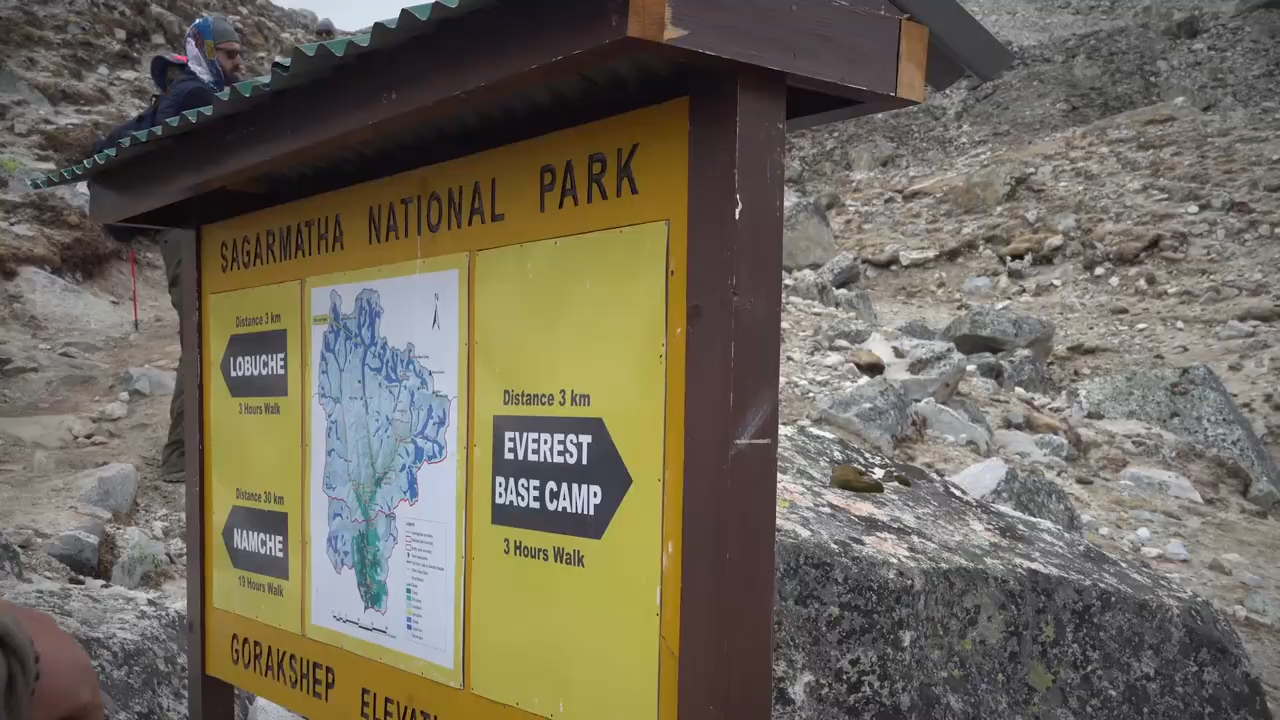 SAGARMATHA NATIONAL PARK
Distance 3 km
LOBUCHE
3 Hours Walk
Distance 30 km
NAMCHE
19 Hours Walk
N
Distance 3 km
EVEREST
BASE CAMP
3 Hours Walk
GORAKSHEP